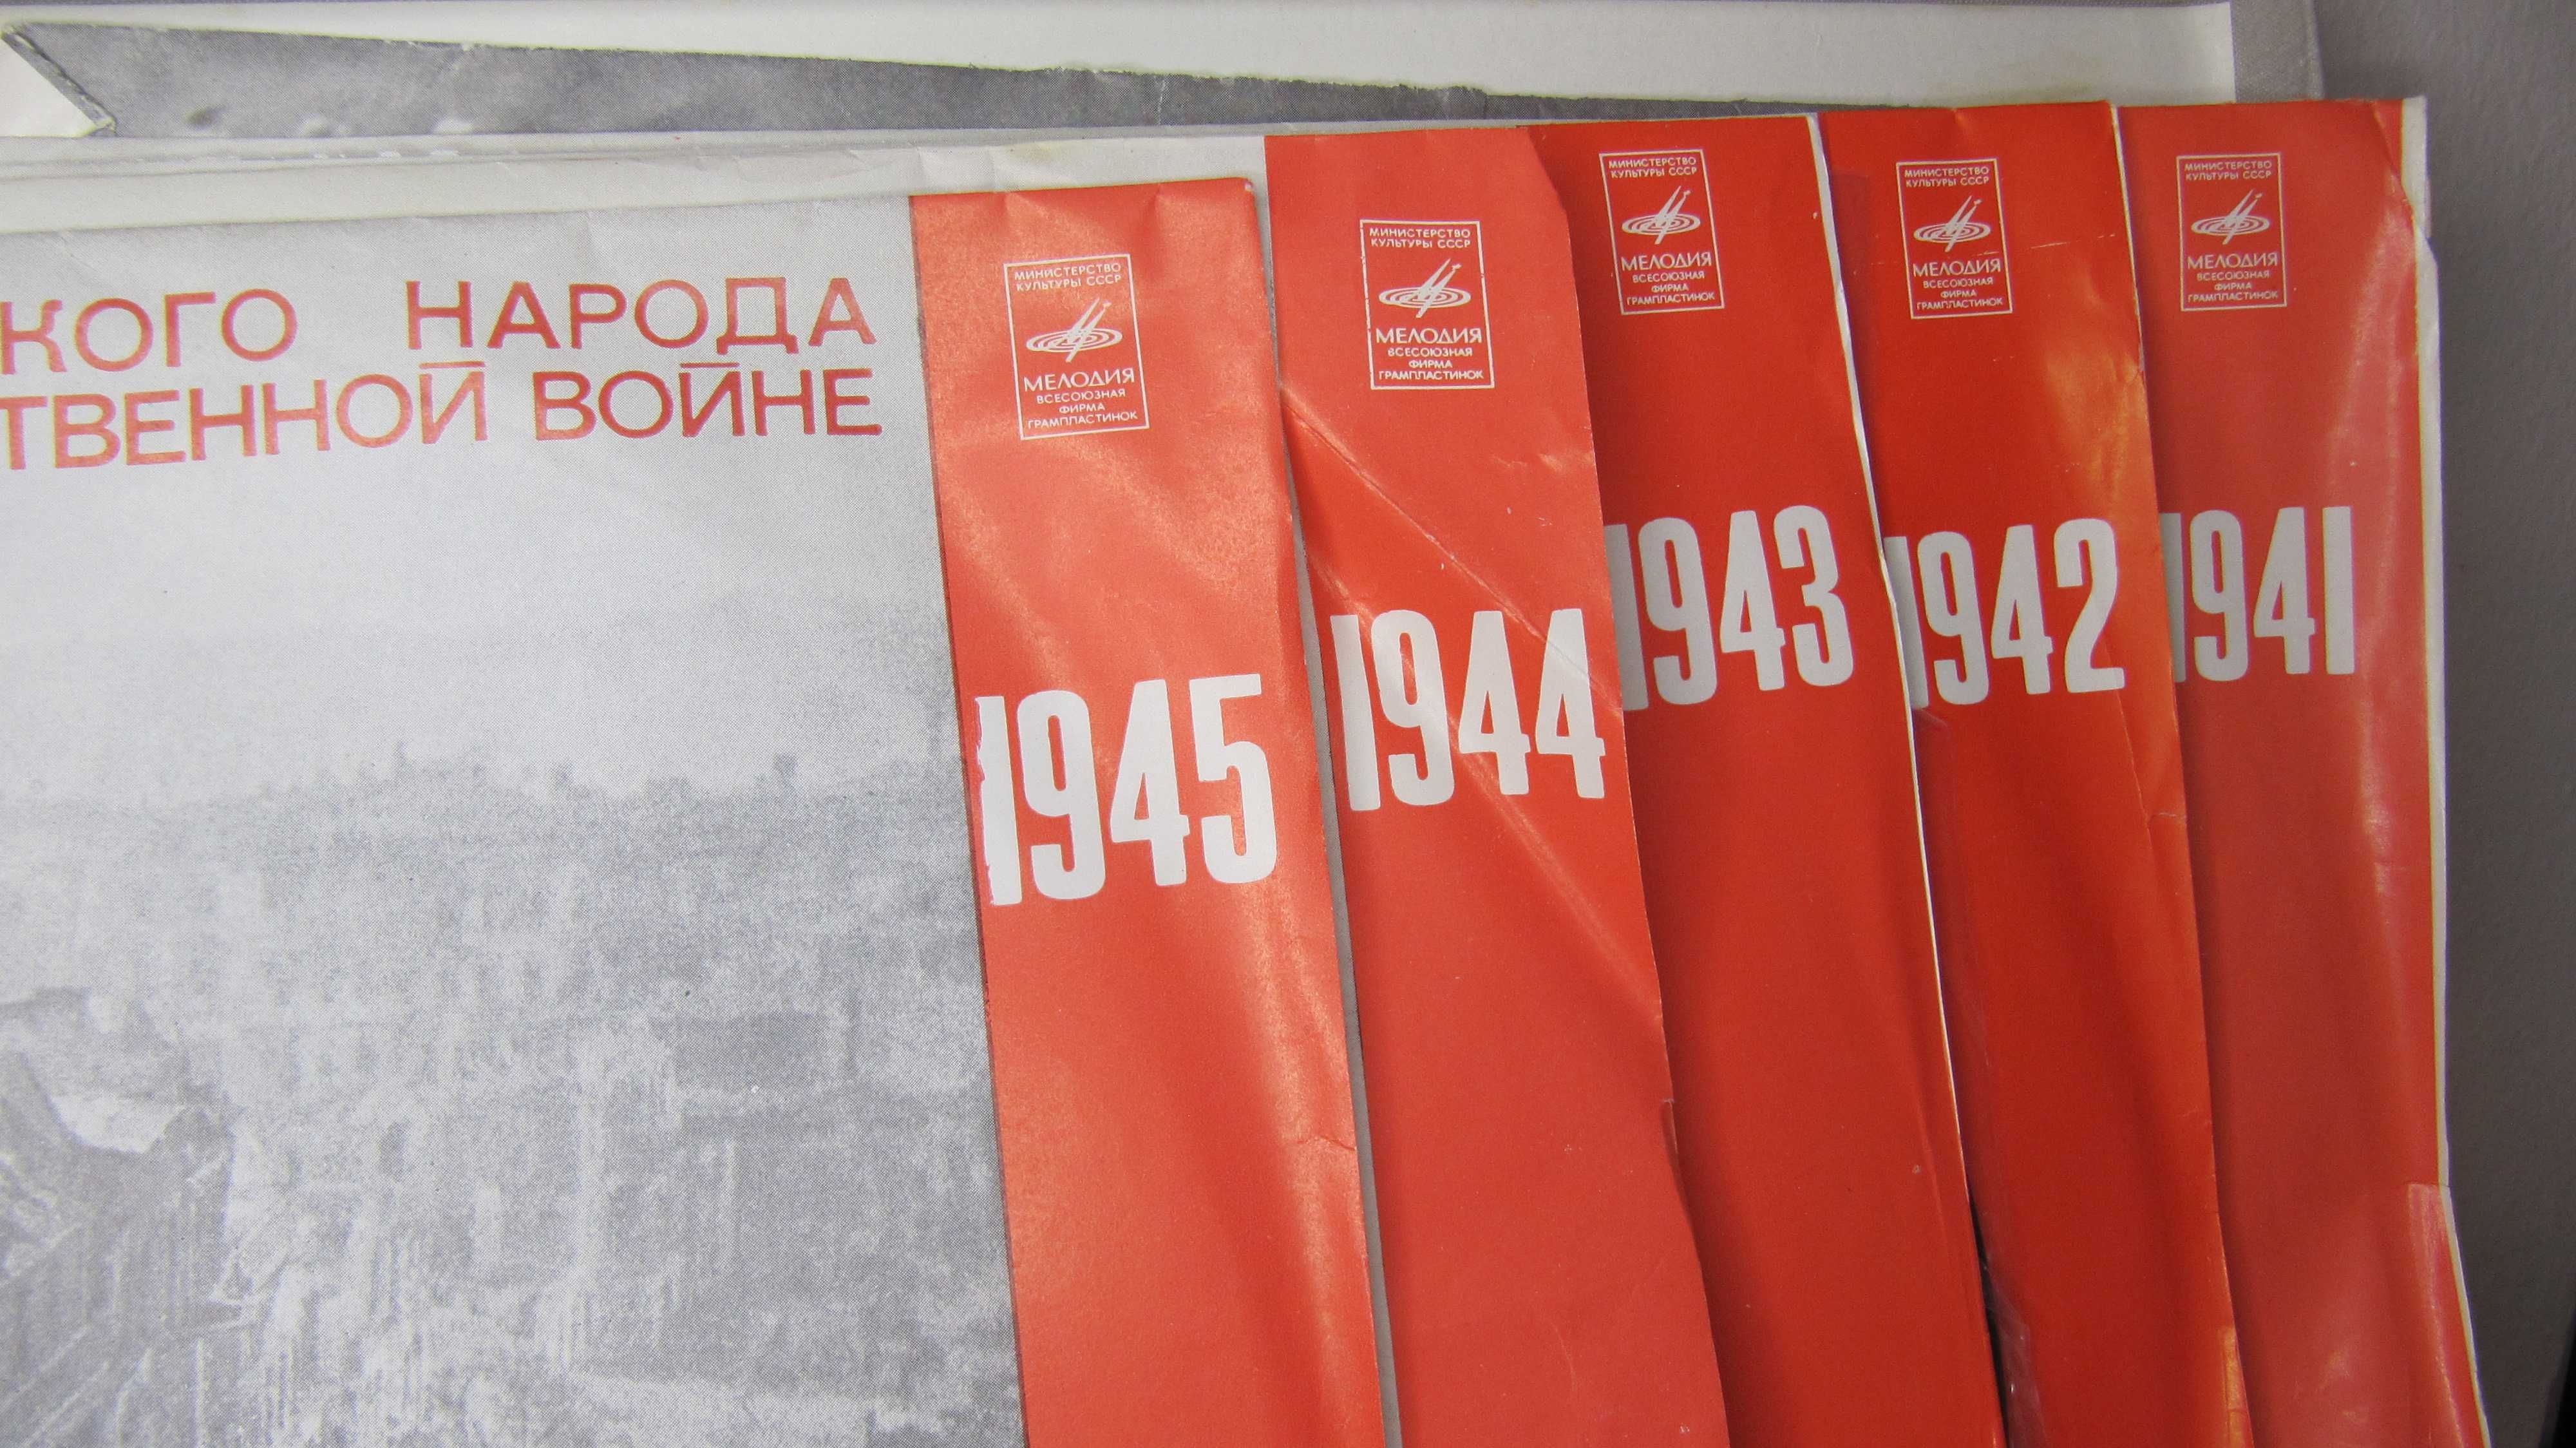 КОГО НАРОДА
ТВЕННОЙ ВОЙНЕ
МИНИСТЕРСТВО
КУЛЬТУРЫ СССР
МЕЛОДИЯ
ВСЕСОЮЗНАЯ
ФИРМА
ГРАМПЛАСТИНОК
1945
МИНИСТЕРСТВО
КУЛЬТУРЫ СССР
МЕЛОДИЯ
ВСЕСОЮЗНАЯ
ФИРМА
ГРАМПЛАСТИНОК
1944
МИНИСТЕРСТВО
КУЛЬТУРЫ СССР
МЕЛОДИЯ
ВСЕСОЮЗНАЯ
ФИРМА
ГРАМПЛАСТИНОК
1943
МИНИСТЕРСТВО
КУЛЬТУРЫ СССР
МЕЛОДИЯ
ВСЕСОЮЗНАЯ
ФИРМА
ГРАМПЛАСТИНОК
1942
МИНИСТЕРСТВО
КУЛЬТУРЫ СССР
МЕЛОДИЯ
ВСЕСОЮЗНАЯ
ФИРМА
ГРАМПЛАСТИНОК
1941